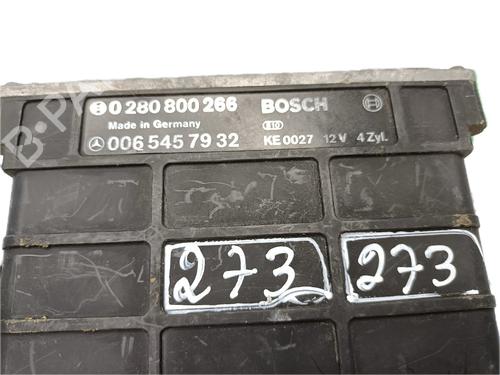 0 280 800 266 BOSCH
Made in Germany
006 545 79 32 KE 0027 12 V 4 Zyl.
273 273
B-PA